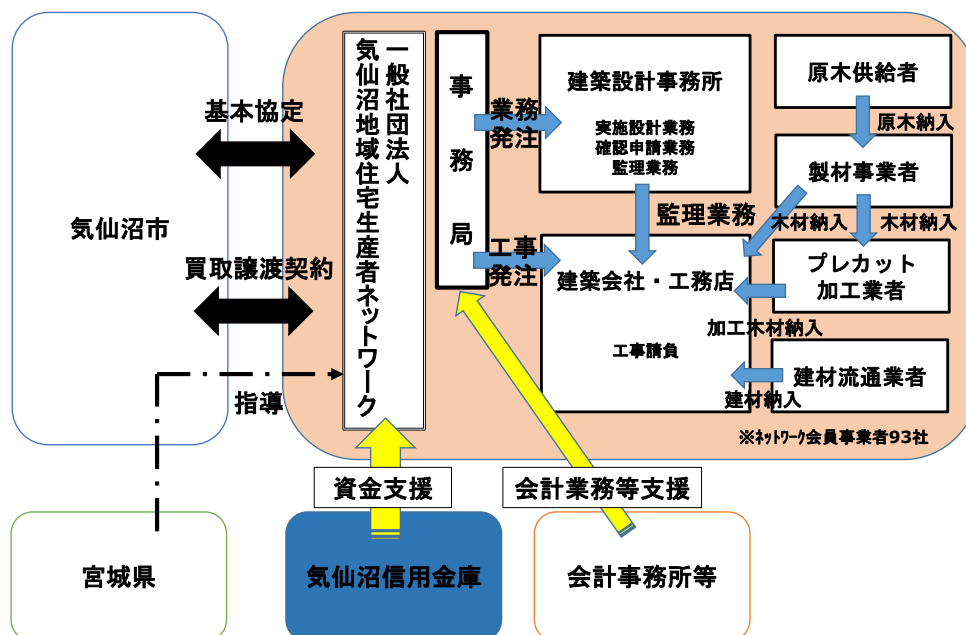 気仙沼市
基本協定
買取譲渡契約
指導
一般社団法人
気仙沼地域住宅生産者ネットワーク
事務局
業務
発注
工事
発注
建築設計事務所
実施設計業務
確認申請業務
監理業務
監理業務
建築会社・工務店
工事請負
原木供給者
原木納入
製材事業者
木材納入
木材納入
プレカット
加工業者
加工木材納入
建材流通業者
建材納入
※ネットワーク会員事業者93社
資金支援
会計業務等支援
宮城県
気仙沼信用金庫
会計事務所等